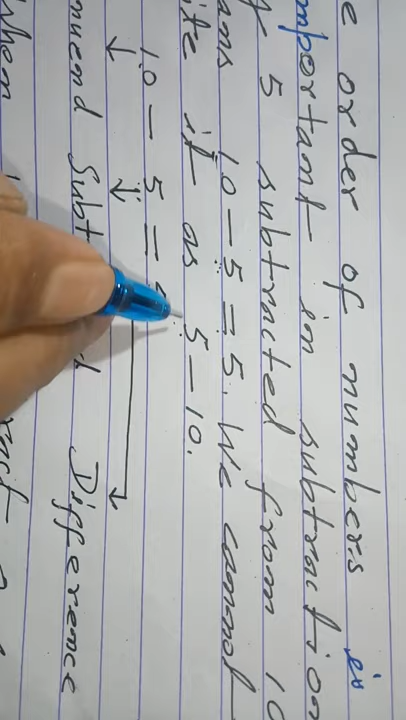 e order of numbers is
mportant in subtraction
y 5 subtracted from 10
ans 10-5=5. We cannot
ite it as 5-10.
10-5=
↓ ↓
nuend Subt Difference
When